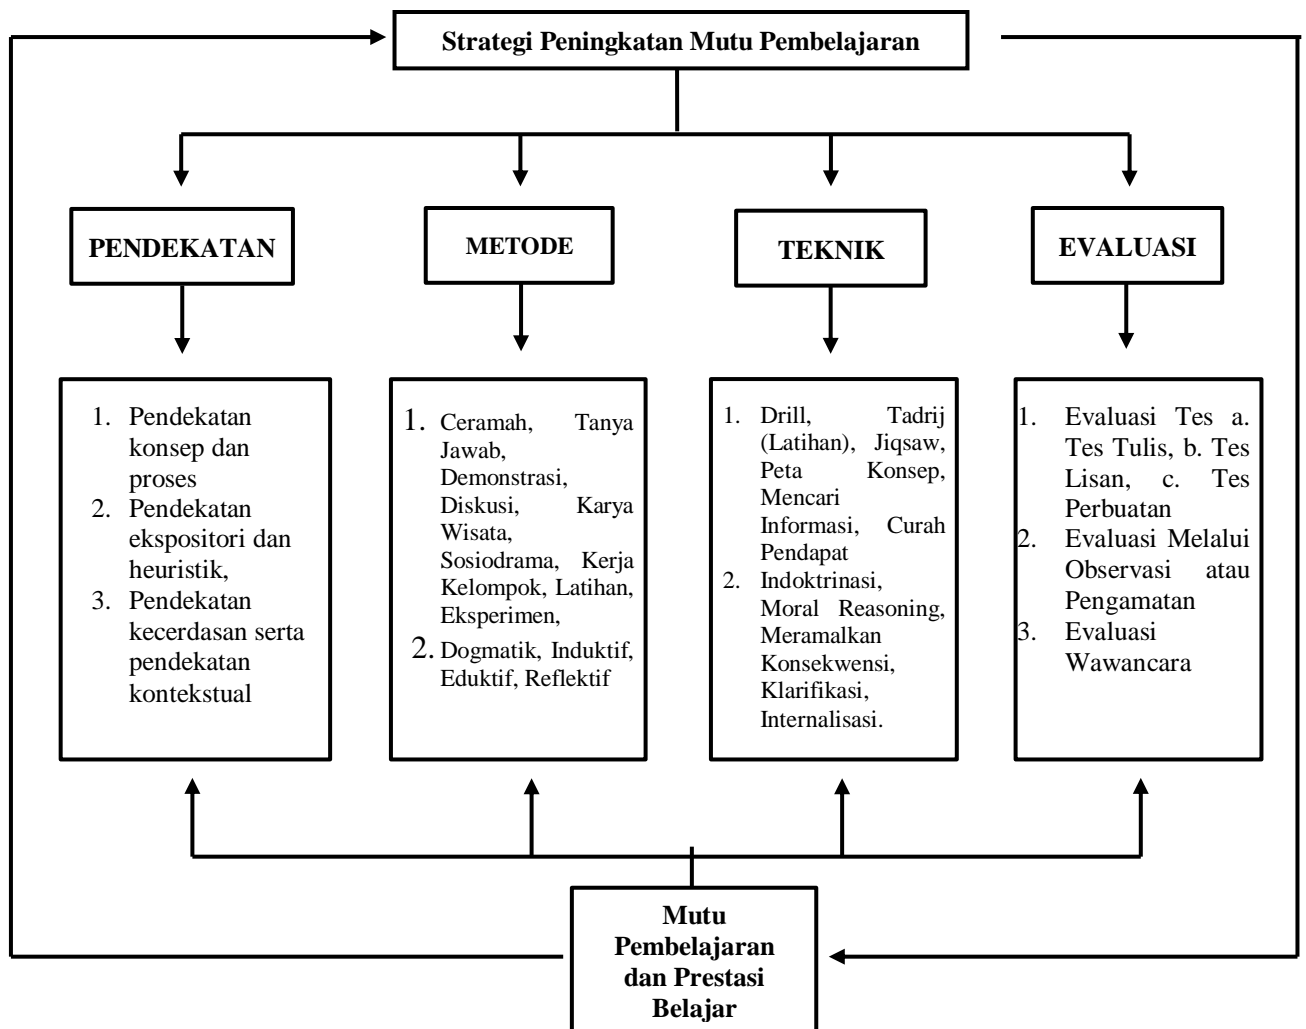 Strategi Peningkatan Mutu Pembelajaran
PENDEKATAN
METODE
TEKNIK
EVALUASI
1. Pendekatan
konsep dan
proses
2. Pendekatan
ekspositori dan
heuristik,
3. Pendekatan
kecerdasan serta
pendekatan
kontekstual
1. Ceramah, Tanya
Jawab,
Demonstrasi,
Diskusi, Karya
Wisata,
Sosiodrama, Kerja
Kelompok, Latihan,
Eksperimen,
2. Dogmatik, Induktif,
Eduktif, Reflektif
1. Drill, Tadrij
(Latihan), Jiqsaw,
Peta Konsep,
Mencari
Informasi, Curah
Pendapat
2. Indoktrinasi,
Moral Reasoning,
Meramalkan
Konsekwensi,
Klarifikasi,
Internalisasi.
1. Evaluasi Tes a.
Tes Tulis, b. Tes
Lisan, c. Tes
Perbuatan
2. Evaluasi Melalui
Observasi atau
Pengamatan
3. Evaluasi
Wawancara
Mutu
Pembelajaran
dan Prestasi
Belajar